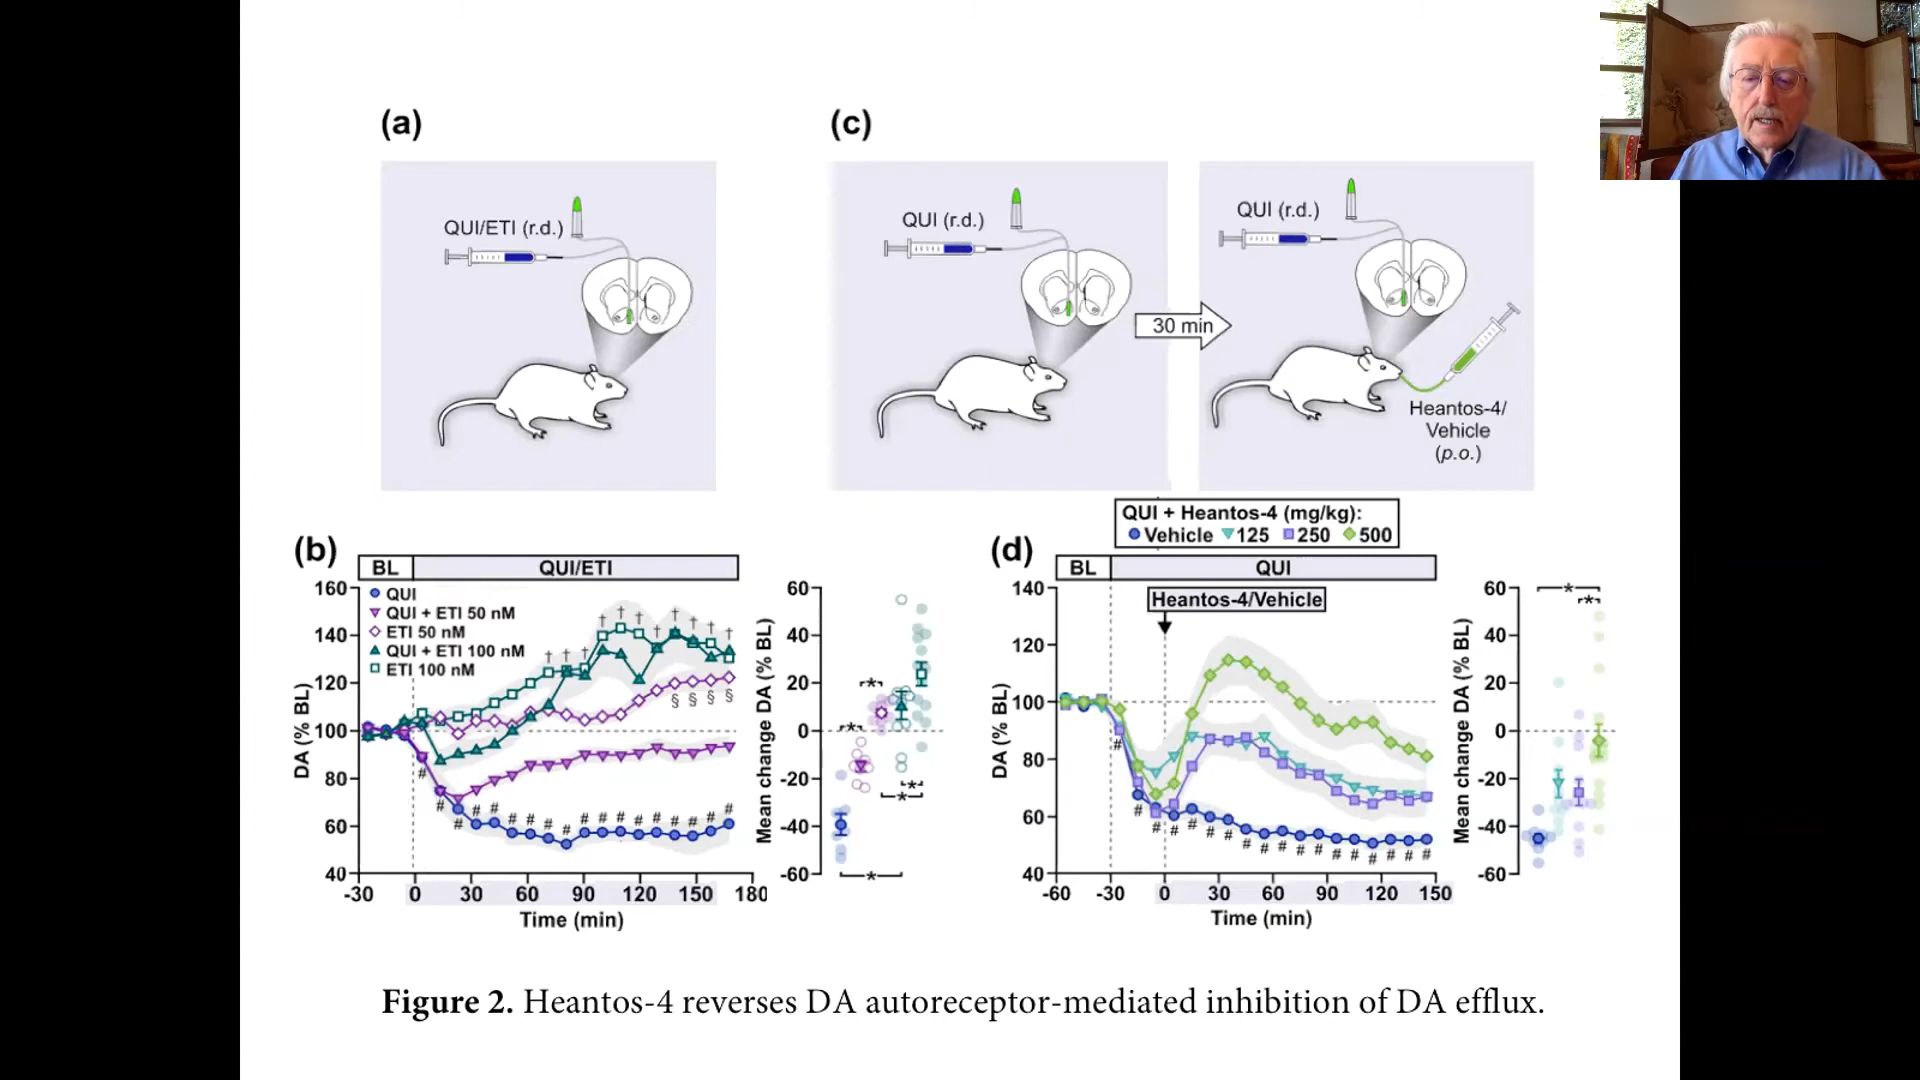 (a)
QUI/ETI (r.d.)
(c)
QUI (r.d.)
30 min
QUI (r.d.)
Heantos-4/
Vehicle
(p.o.)
(b)
BL QUI/ETI
QUI
QUI + ETI 50 nM
ETI 50 nM
QUI + ETI 100 nM
ETI 100 nM
DA (% BL)
160
140
120
100
80
60
40
-30 0 30 60 90 120 150 180
Time (min)
† † † † † † † † † †
§ § § §
# # # # # # # # # # # # # # # # # #
Mean change DA (% BL)
60
40
20
0
-20
-40
-60
* * * * *
QUI + Heantos-4 (mg/kg):
Vehicle 125 250 500
(d)
BL QUI
Heantos-4/Vehicle
DA (% BL)
140
120
100
80
60
40
-60 -30 0 30 60 90 120 150
Time (min)
# # # # # # # # # # # # # # # # # #
Mean change DA (% BL)
60
40
20
0
-20
-40
-60
* *
Figure 2. Heantos-4 reverses DA autoreceptor-mediated inhibition of DA efflux.